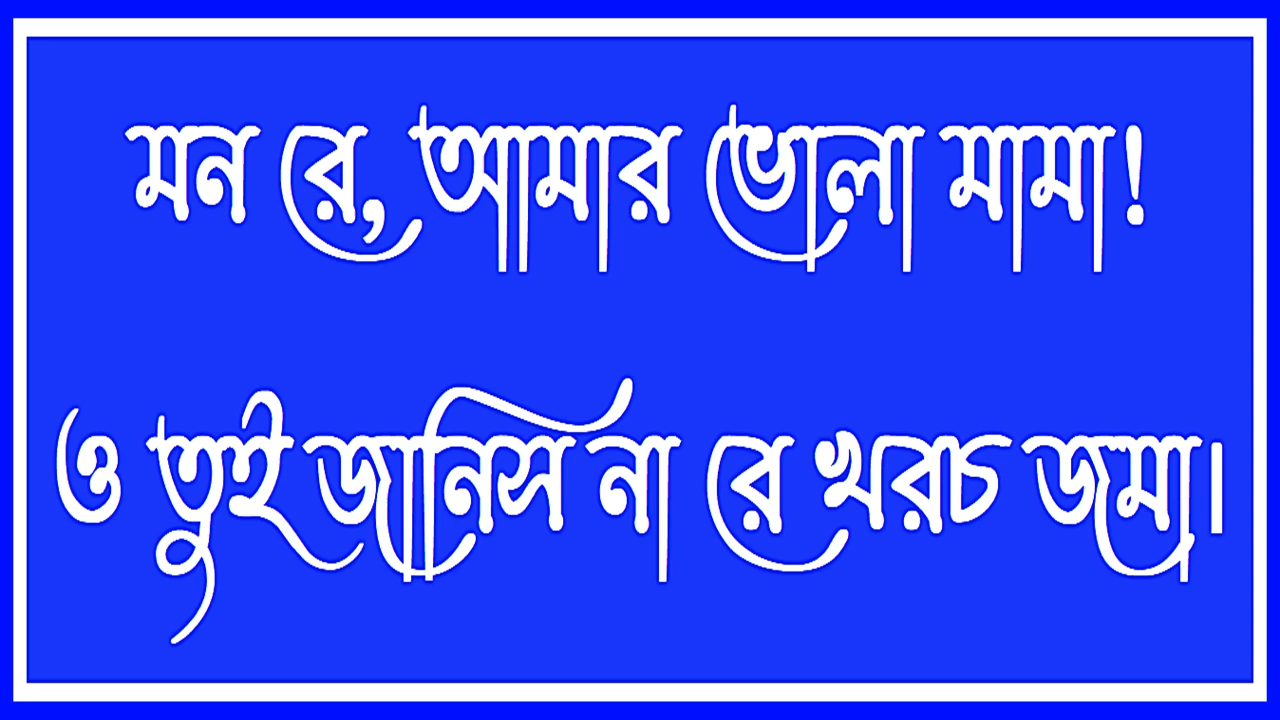 মন রে, আমার ভোলা মামা!
ও তুই জানিস না রে খরচ জমা।